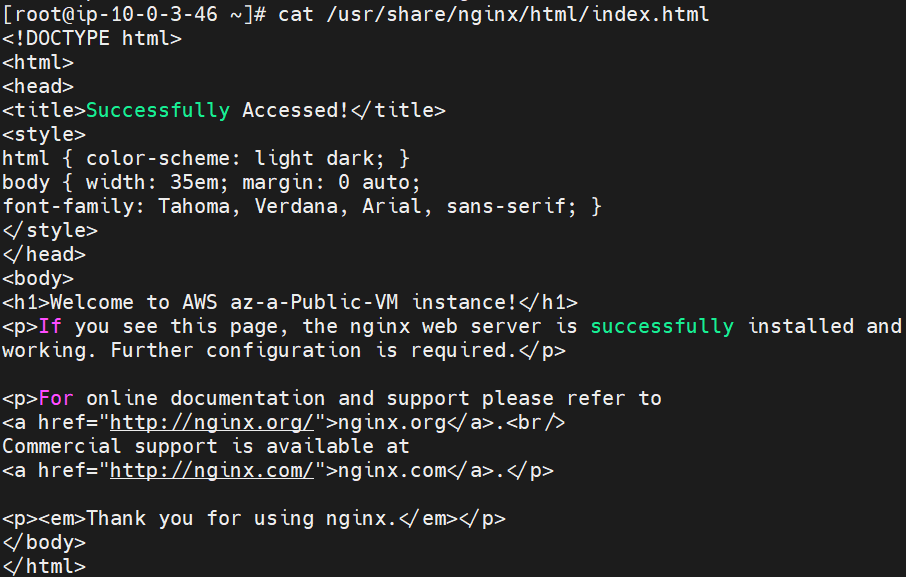 [root@ip-10-0-3-46 ~]# cat /usr/share/nginx/html/index.html
<!DOCTYPE html>
<html>
<head>
<title>Successfully Accessed!</title>
<style>
html { color-scheme: light dark; }
body { width: 35em; margin: 0 auto;
font-family: Tahoma, Verdana, Arial, sans-serif; }
</style>
</head>
<body>
<h1>Welcome to AWS az-a-Public-VM instance!</h1>
<p>If you see this page, the nginx web server is successfully installed and
working. Further configuration is required.</p>

<p>For online documentation and support please refer to
<a href="http://nginx.org/">nginx.org</a>.<br/>
Commercial support is available at
<a href="http://nginx.com/">nginx.com</a>.</p>

<p><em>Thank you for using nginx.</em></p>
</body>
</html>